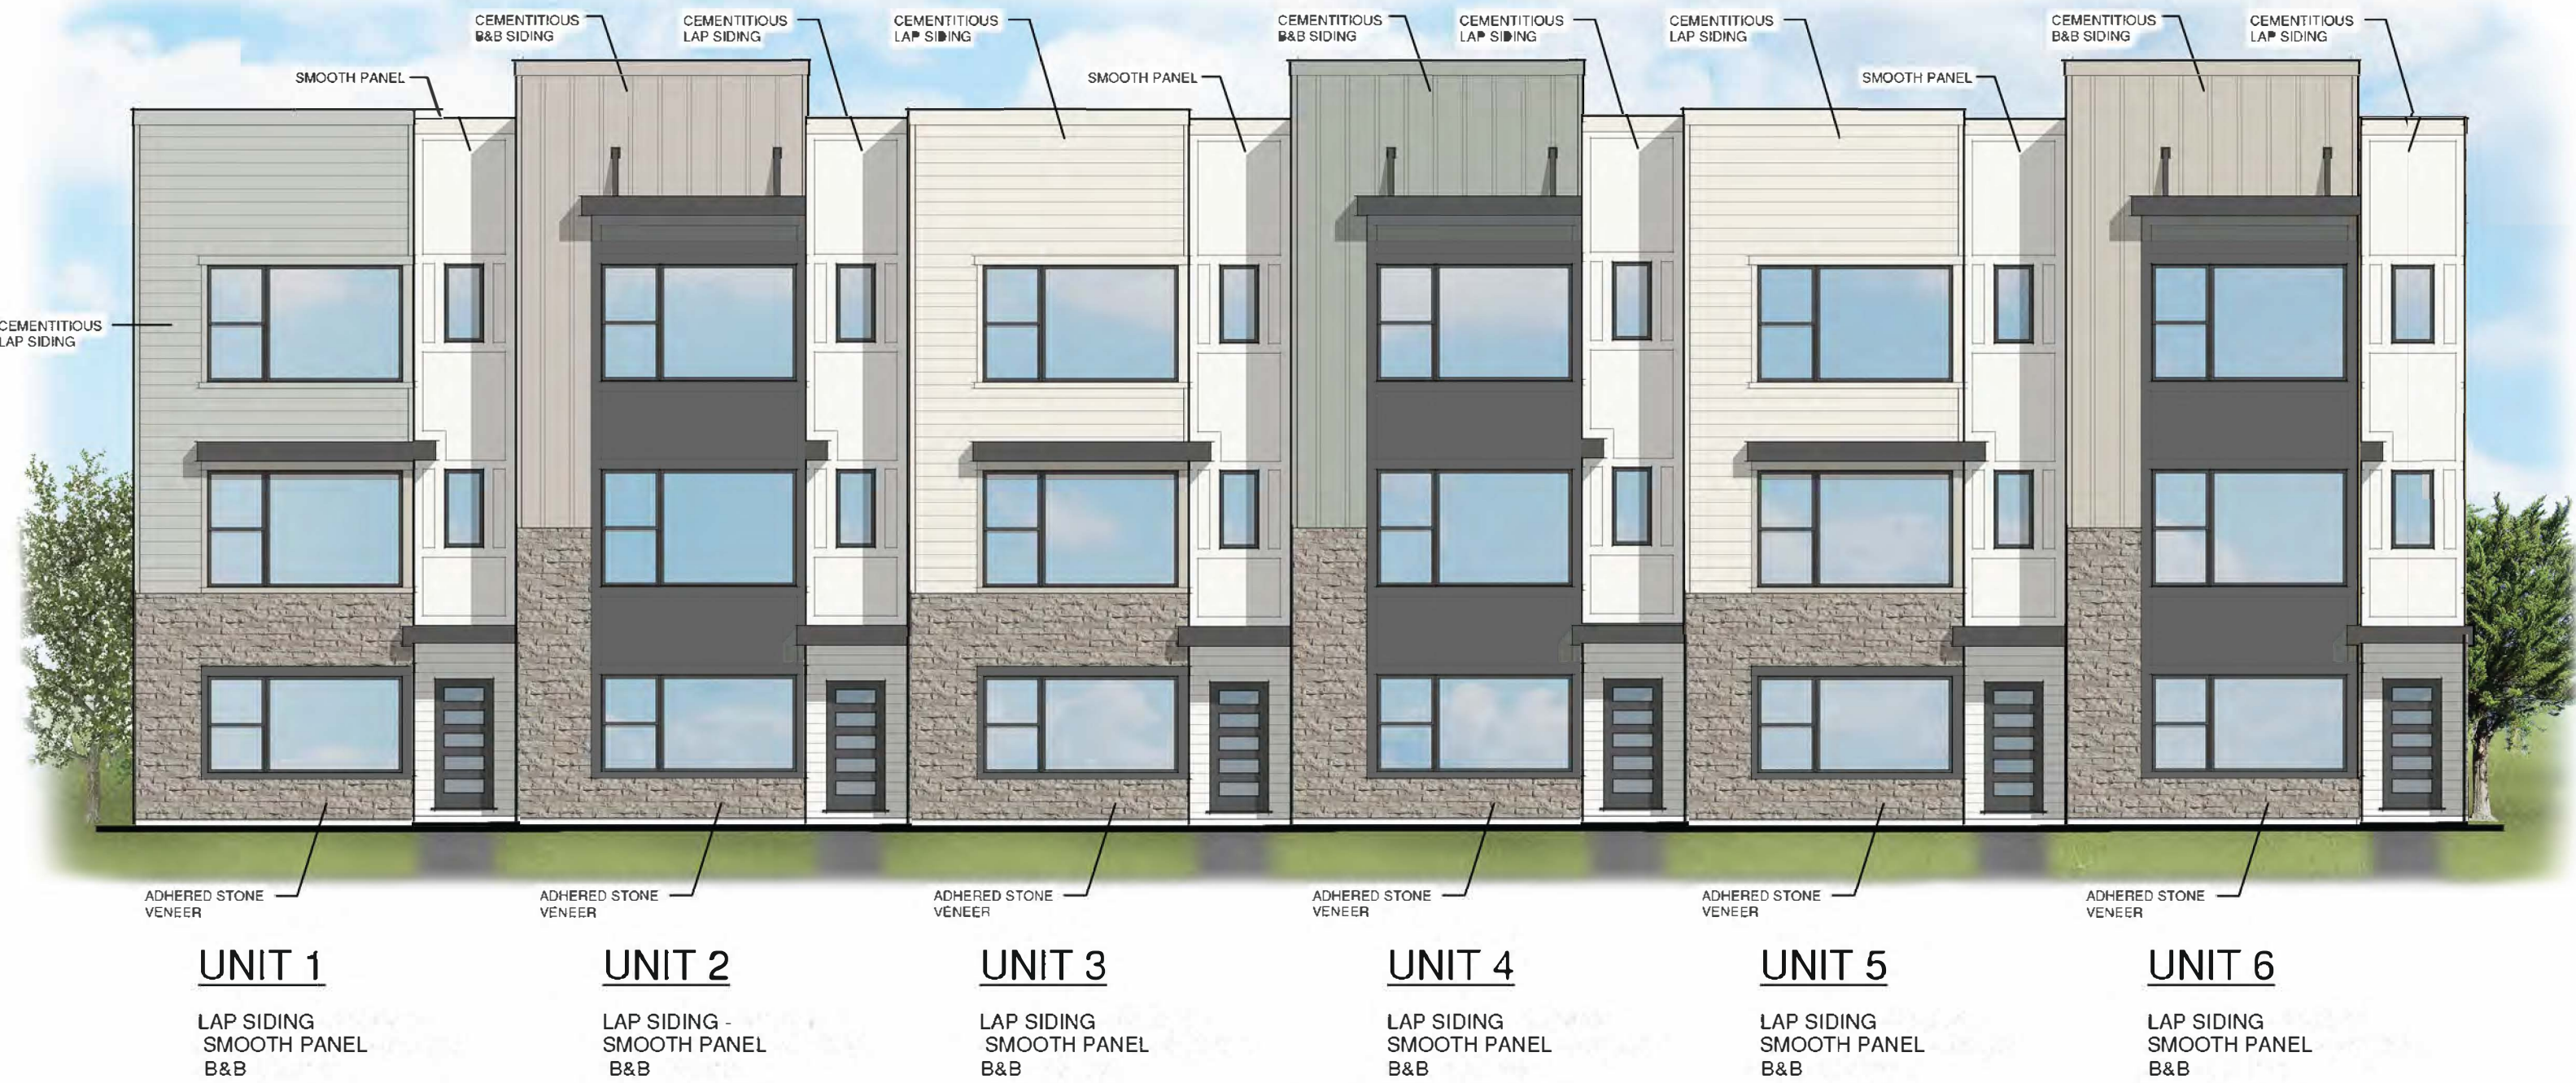 CEMENTITIOUS
B&B SIDING
CEMENTITIOUS
LAP SIDING
CEMENTITIOUS
LAP SIDING
CEMENTITIOUS
B&B SIDING
CEMENTITIOUS
LAP SIDING
CEMENTITIOUS
LAP SIDING
CEMENTITIOUS
B&B SIDING
CEMENTITIOUS
LAP SIDING
SMOOTH PANEL
SMOOTH PANEL
SMOOTH PANEL
CEMENTITIOUS
LAP SIDING
ADHERED STONE
VENEER
ADHERED STONE
VENEER
ADHERED STONE
VENEER
ADHERED STONE
VENEER
ADHERED STONE
VENEER
ADHERED STONE
VENEER
UNIT 1
LAP SIDING
SMOOTH PANEL
B&B
UNIT 2
LAP SIDING -
SMOOTH PANEL
B&B
UNIT 3
LAP SIDING
SMOOTH PANEL
B&B
UNIT 4
LAP SIDING
SMOOTH PANEL
B&B
UNIT 5
LAP SIDING
SMOOTH PANEL
B&B
UNIT 6
LAP SIDING
SMOOTH PANEL
B&B